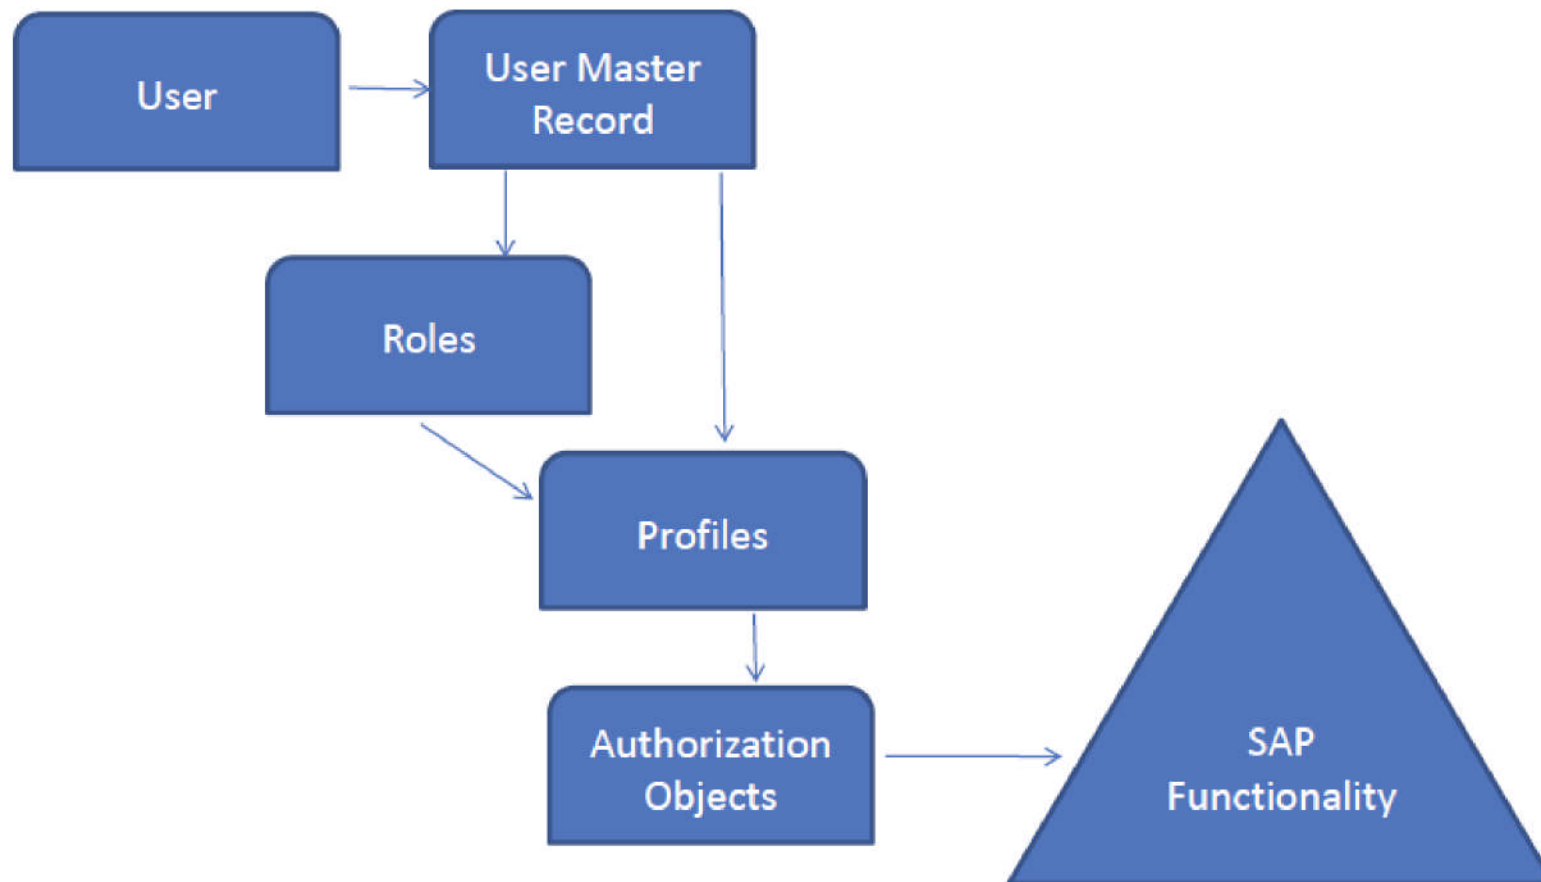 User
User Master
Record
Roles
Profiles
Authorization
Objects
SAP
Functionality